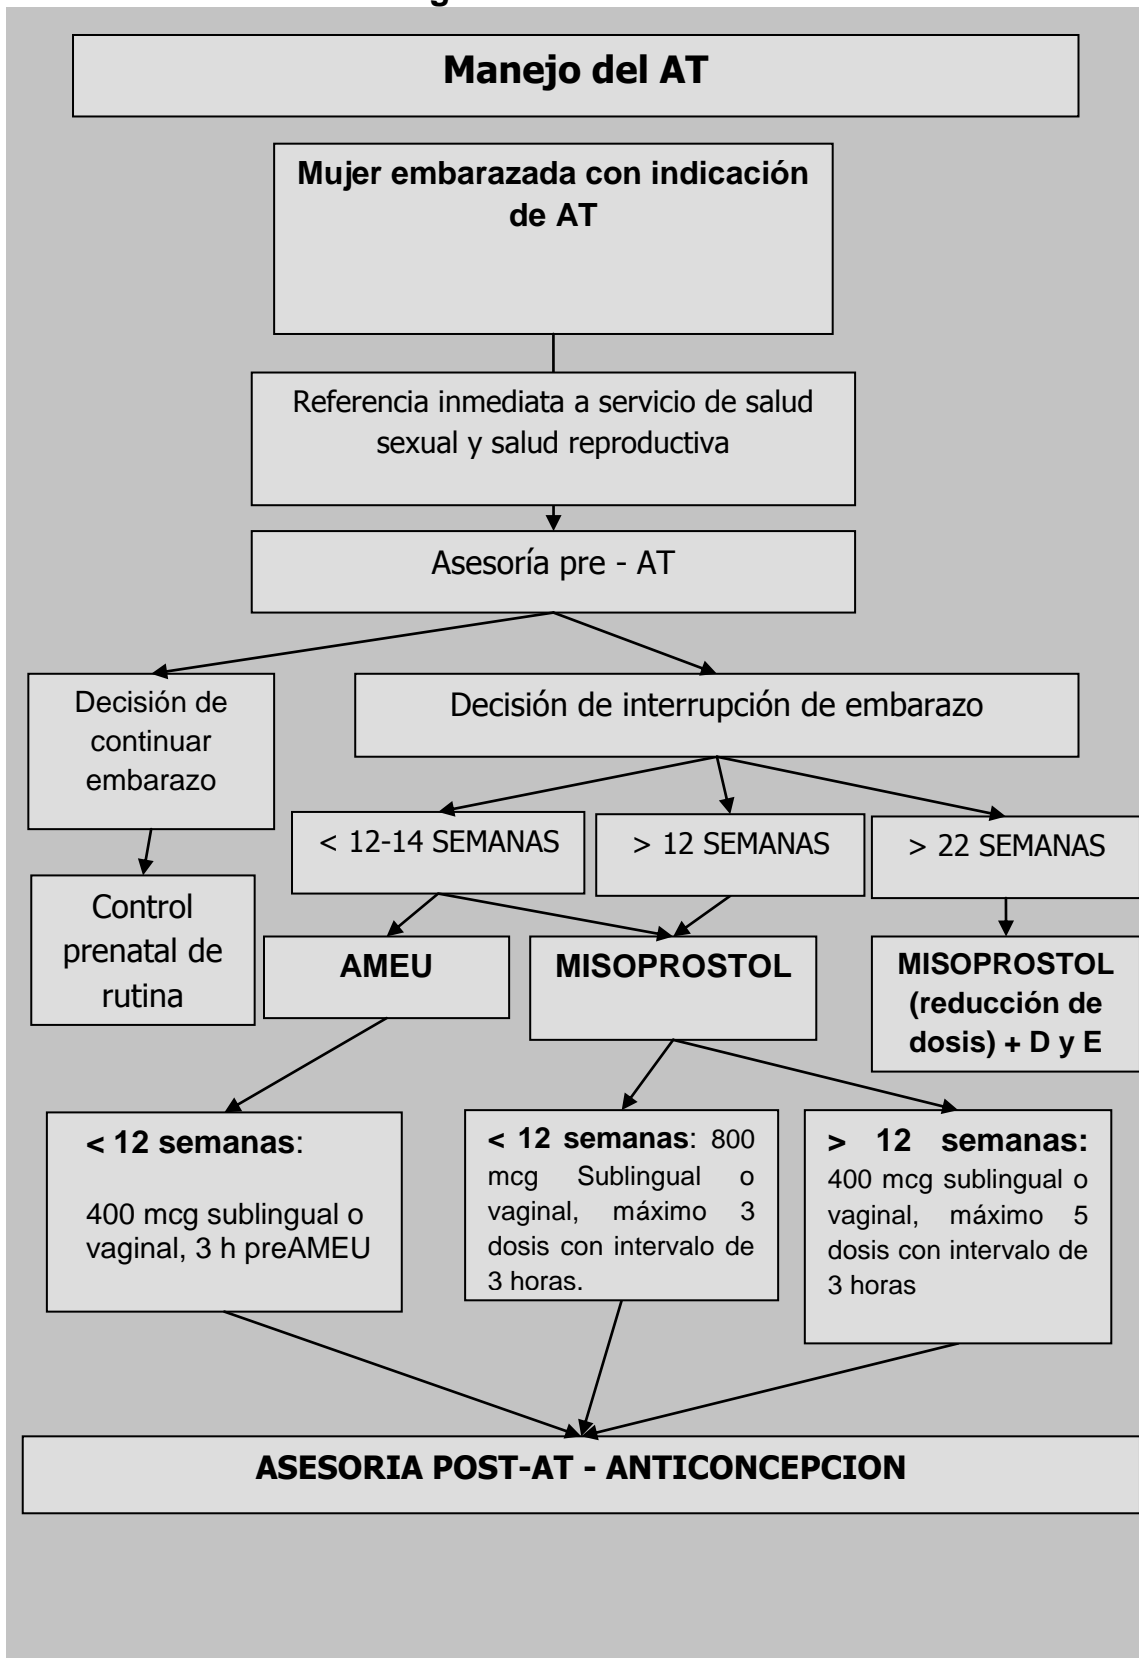 Manejo del AT
Mujer embarazada con indicación
de AT
Referencia inmediata a servicio de salud
sexual y salud reproductiva
Asesoría pre - AT
Decisión de
continuar
embarazo
Decisión de interrupción de embarazo
< 12-14 SEMANAS
> 12 SEMANAS
> 22 SEMANAS
Control
prenatal de
rutina
AMEU
MISOPROSTOL
MISOPROSTOL
(reducción de
dosis) + D y E
< 12 semanas:
400 mcg sublingual o
vaginal, 3 h preAMEU
< 12 semanas: 800
mcg Sublingual o
vaginal, máximo 3
dosis con intervalo de
3 horas.
> 12 semanas:
400 mcg sublingual o
vaginal, máximo 5
dosis con intervalo de
3 horas
ASESORIA POST-AT - ANTICONCEPCION